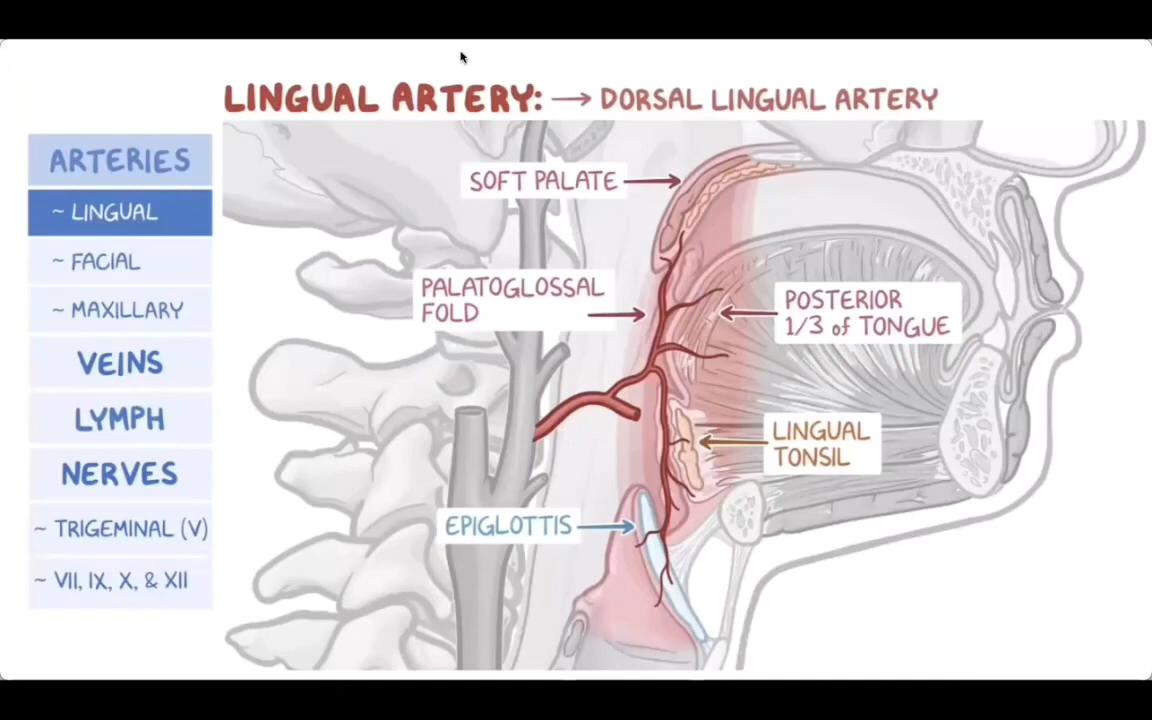 LINGUAL ARTERY: → DORSAL LINGUAL ARTERY
ARTERIES
~ LINGUAL
~ FACIAL
~ MAXILLARY
VEINS
LYMPH
NERVES
~ TRIGEMINAL (V)
~ VII, IX, X, & XII
SOFT PALATE
PALATOGLOSSAL
FOLD
POSTERIOR
1/3 of TONGUE
LINGUAL
TONSIL
EPIGLOTTIS